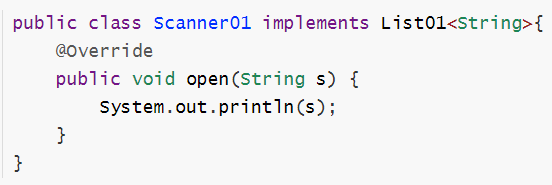 public class Scanner01 implements List01<String>{
    @Override
    public void open(String s) {
        System.out.println(s);
    }
}